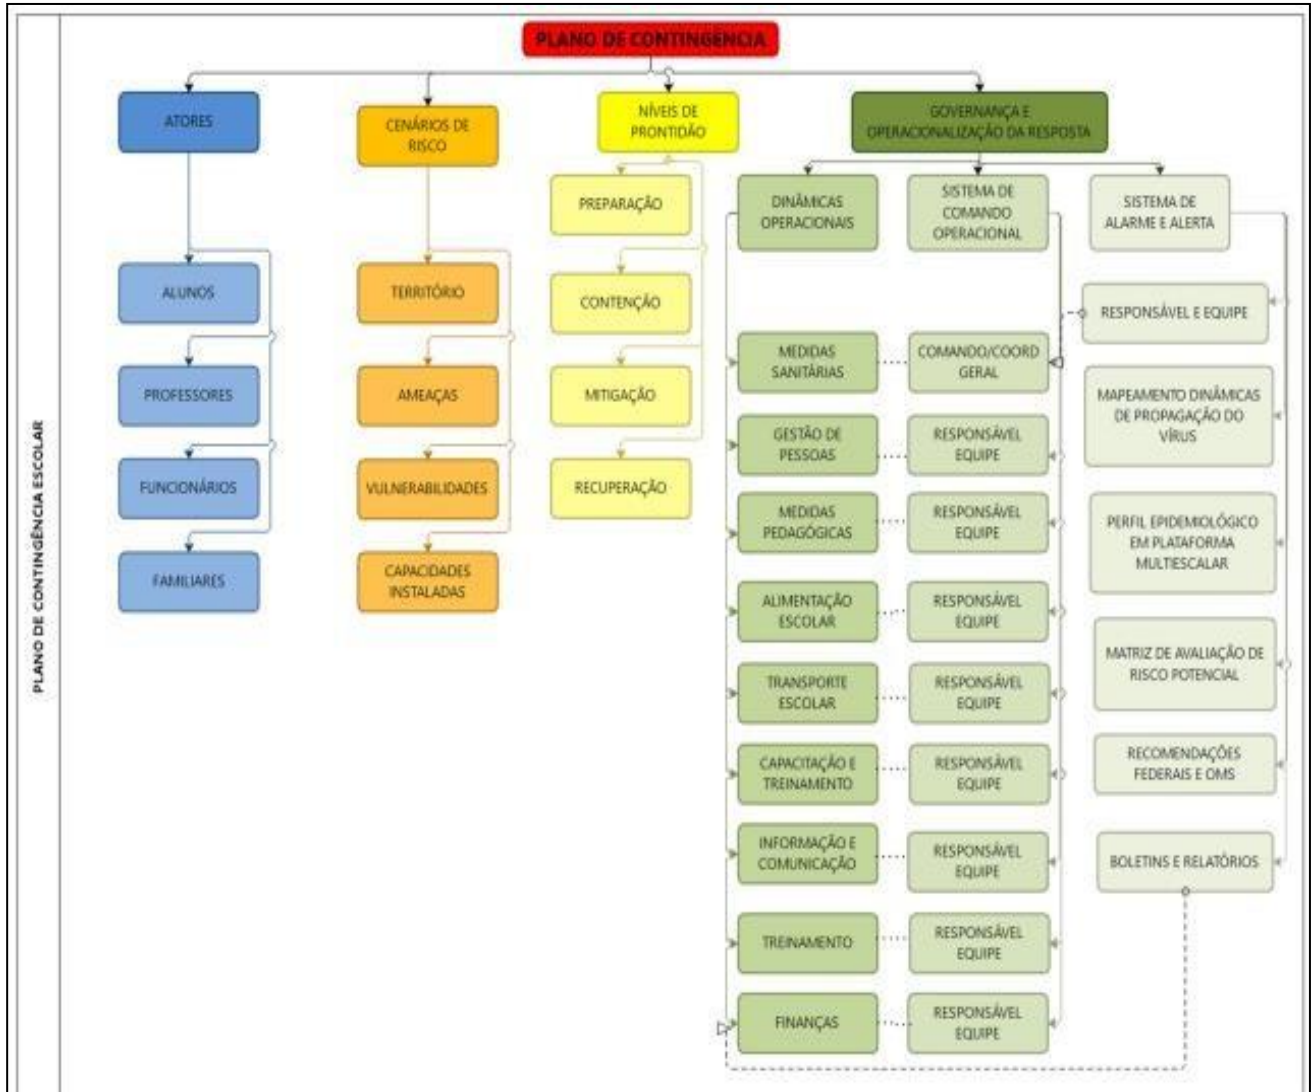 PLANO DE CONTINGÊNCIA ESCOLAR
PLANO DE CONTINGÊNCIA
ATORES
ALUNOS
PROFESSORES
FUNCIONÁRIOS
FAMILIARES
CENÁRIOS DE
RISCO
TERRITÓRIO
AMEAÇAS
VULNERABILIDADES
CAPACIDADES
INSTALADAS
NÍVEIS DE
PRONTIDÃO
PREPARAÇÃO
CONTENÇÃO
MITIGAÇÃO
RECUPERAÇÃO
GOVERNANÇA E
OPERACIONALIZAÇÃO DA RESPOSTA
DINÂMICAS
OPERACIONAIS
MEDIDAS
SANITÁRIAS
GESTÃO DE
PESSOAS
MEDIDAS
PEDAGÓGICAS
ALIMENTAÇÃO
ESCOLAR
TRANSPORTE
ESCOLAR
CAPACITAÇÃO E
TREINAMENTO
INFORMAÇÃO E
COMUNICAÇÃO
TREINAMENTO
FINANÇAS
SISTEMA DE
COMANDO
OPERACIONAL
COMANDO/COORD
GERAL
RESPONSÁVEL
EQUIPE
RESPONSÁVEL
EQUIPE
RESPONSÁVEL
EQUIPE
RESPONSÁVEL
EQUIPE
RESPONSÁVEL
EQUIPE
RESPONSÁVEL
EQUIPE
RESPONSÁVEL
EQUIPE
RESPONSÁVEL
EQUIPE
SISTEMA DE
ALARME E ALERTA
RESPONSÁVEL E EQUIPE
MAPEAMENTO DINÂMICAS
DE PROPAGAÇÃO DO
VÍRUS
PERFIL EPIDEMIOLÓGICO
EM PLATAFORMA
MULTIESCALAR
MATRIZ DE AVALIAÇÃO DE
RISCO POTENCIAL
RECOMENDAÇÕES
FEDERAIS E OMS
BOLETINS E RELATÓRIOS